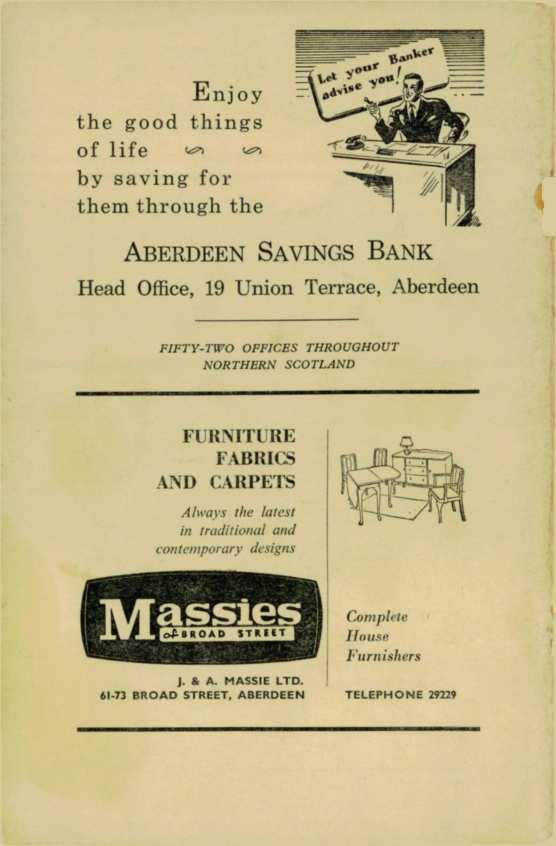 Let your Banker
advise you!
Enjoy
the good things
of life
by saving for
them through the
ABERDEEN SAVINGS BANK
Head Office, 19 Union Terrace, Aberdeen
FIFTY-TWO OFFICES THROUGHOUT
NORTHERN SCOTLAND
FURNITURE
FABRICS
AND CARPETS
Always the latest
in traditional and
contemporary designs
Massies
of BROAD STREET
J. & A. MASSIE LTD.
61-73 BROAD STREET, ABERDEEN
Complete
House
Furnishers
TELEPHONE 29229